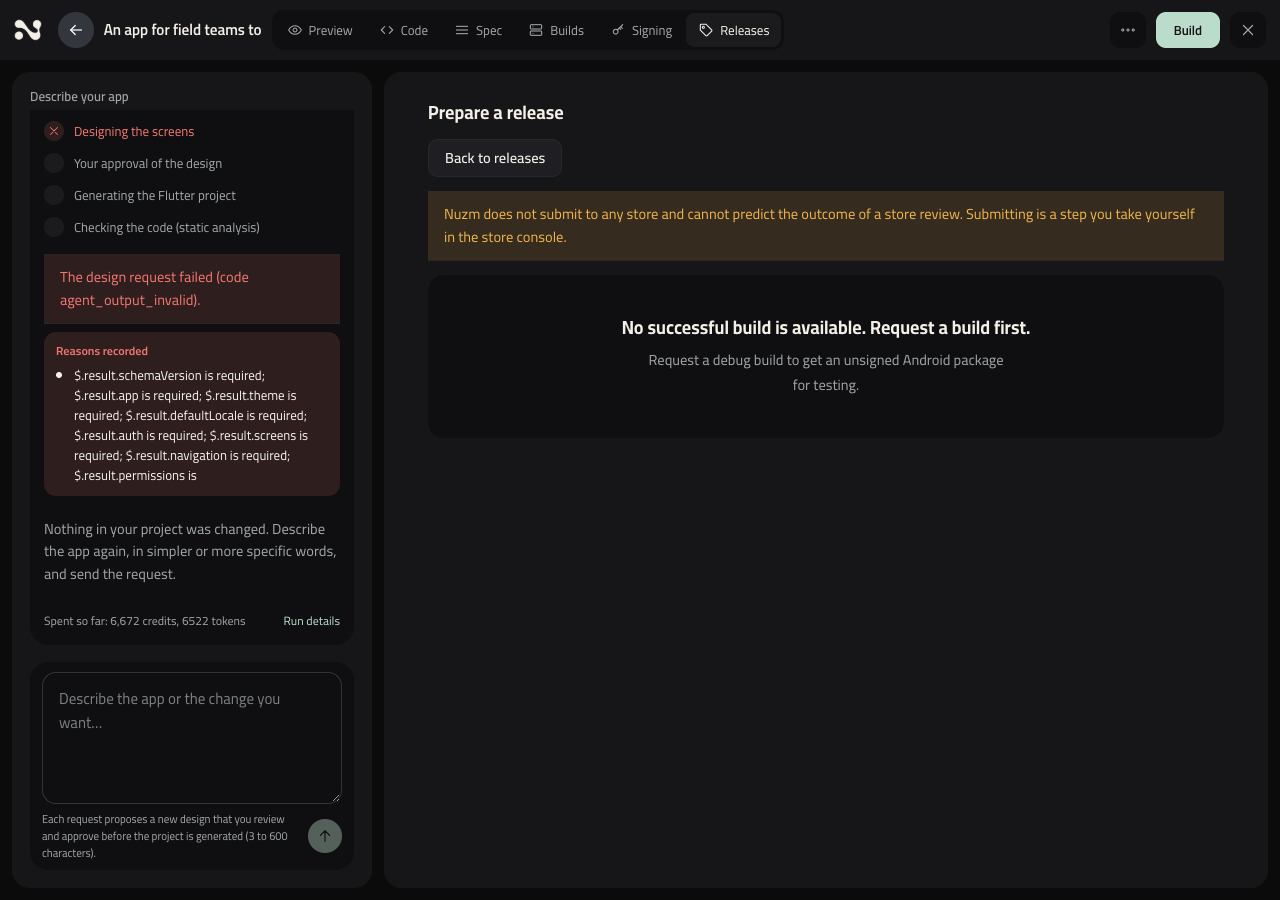 An app for field teams to
Preview
Code
Spec
Builds
Signing
Releases
Build
Describe your app
Designing the screens
Your approval of the design
Generating the Flutter project
Checking the code (static analysis)
The design request failed (code
agent_output_invalid).
Reasons recorded
$.result.schemaVersion is required;
$.result.app is required; $.result.theme is
required; $.result.defaultLocale is required;
$.result.auth is required; $.result.screens is
required; $.result.navigation is required;
$.result.permissions is
Nothing in your project was changed. Describe
the app again, in simpler or more specific words,
and send the request.
Spent so far: 6,672 credits, 6522 tokens
Run details
Describe the app or the change you
want...
Each request proposes a new design that you review
and approve before the project is generated (3 to 600
characters).
Prepare a release
Back to releases
Nuzm does not submit to any store and cannot predict the outcome of a store review. Submitting is a step you take yourself
in the store console.
No successful build is available. Request a build first.
Request a debug build to get an unsigned Android package
for testing.